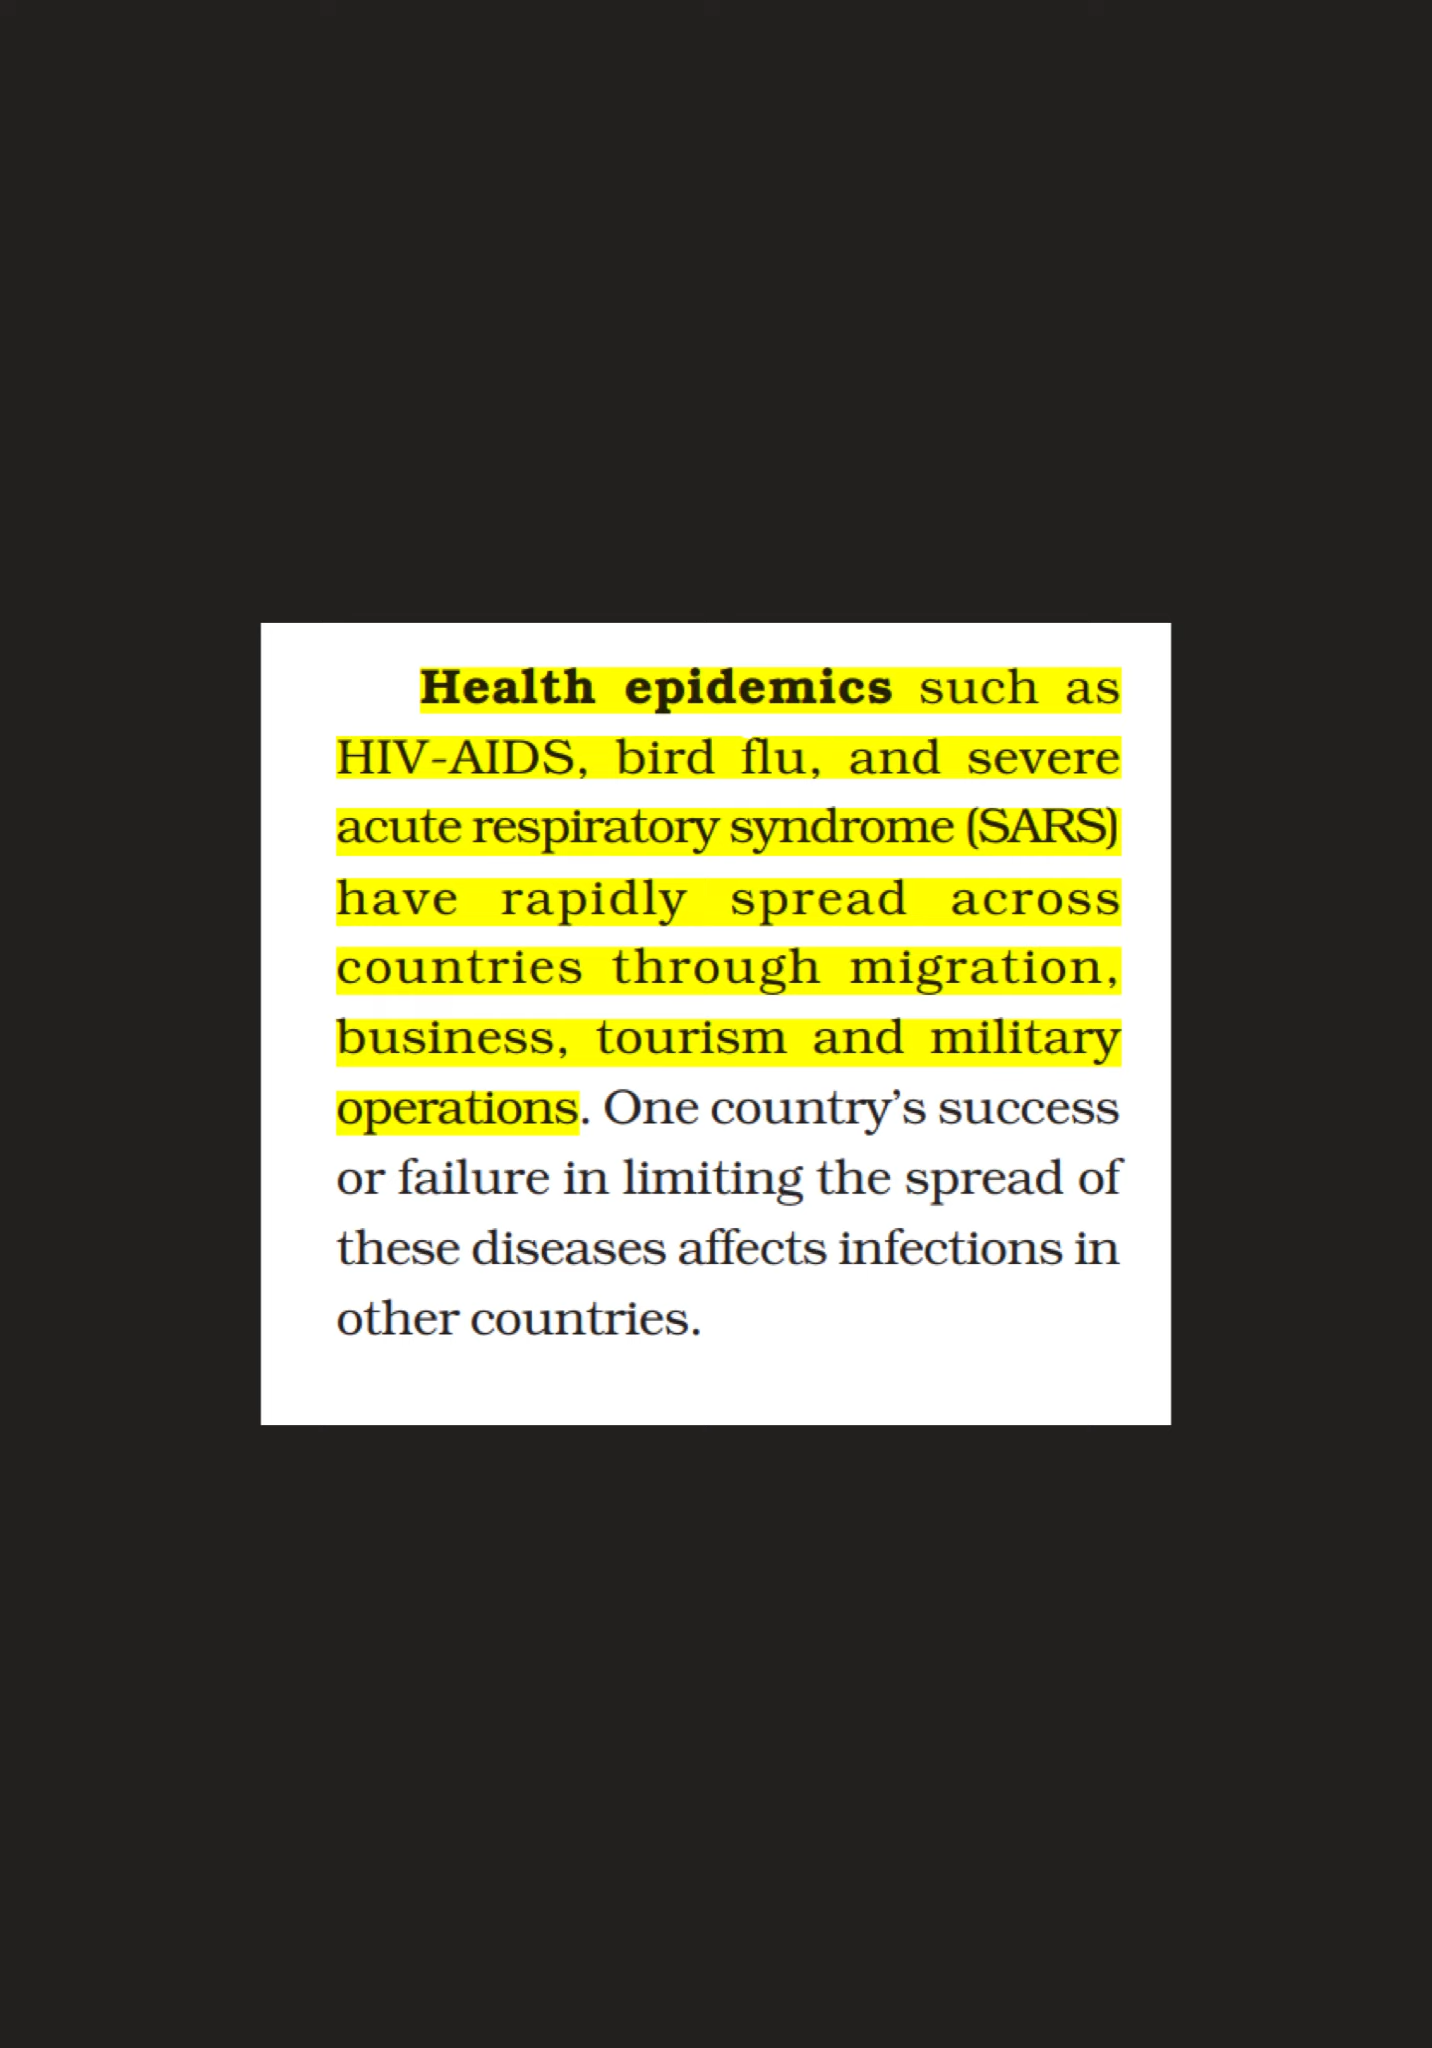 Health epidemics such as
HIV-AIDS, bird flu, and severe
acute respiratory syndrome (SARS)
have rapidly spread across
countries through migration,
business, tourism and military
operations. One country’s success
or failure in limiting the spread of
these diseases affects infections in
other countries.